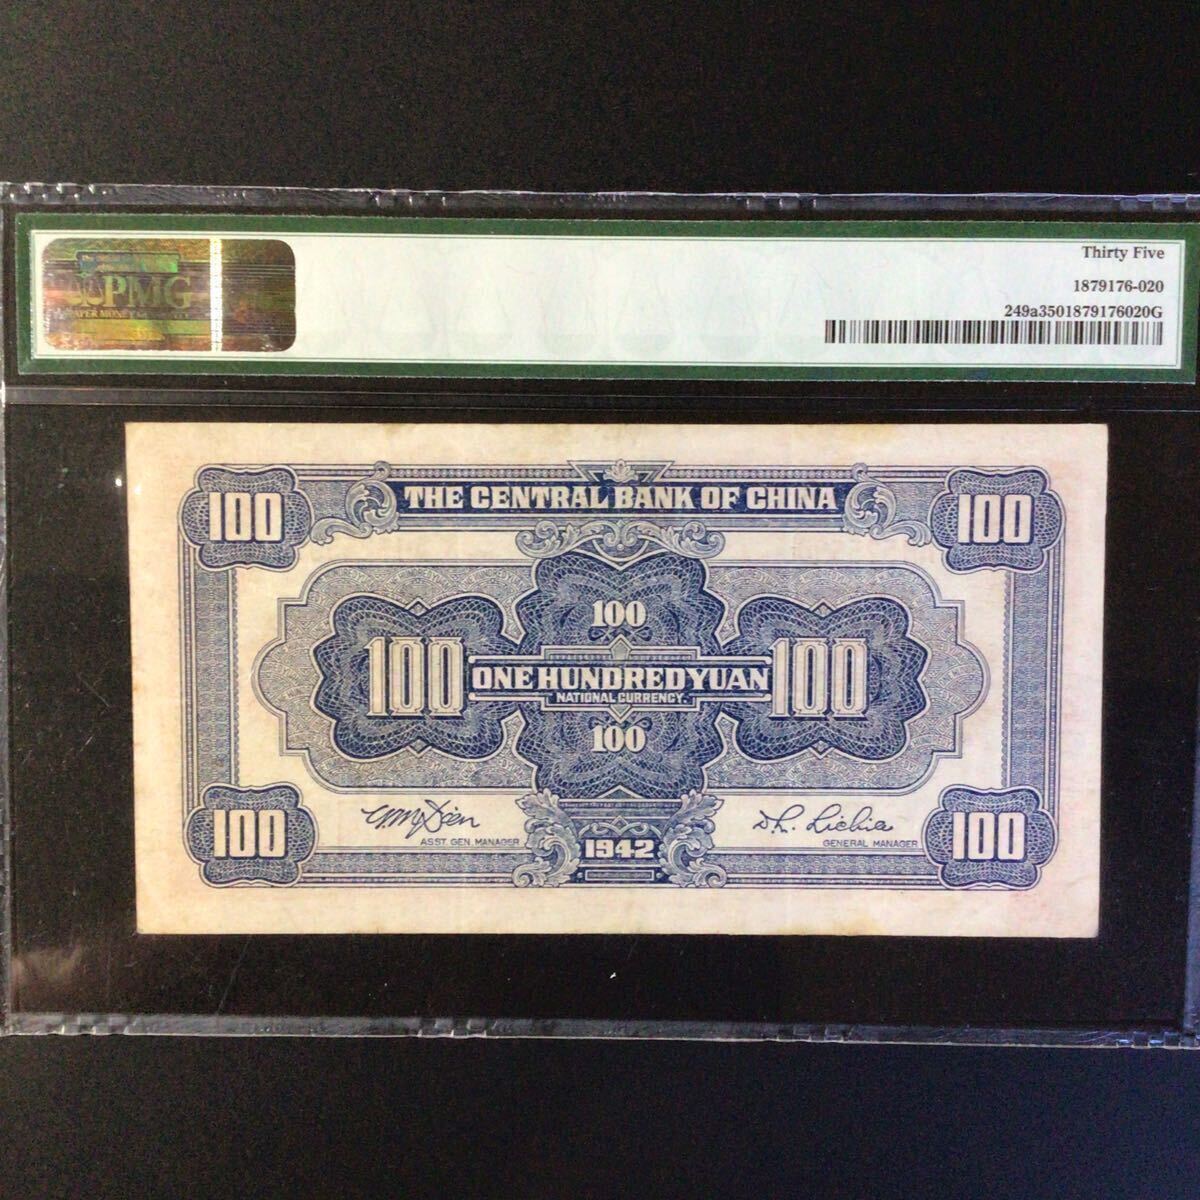 Thirty Five
1879176-020
249a3501879176020G
PMG
THE CENTRAL BANK OF CHINA
100
100
100
100
100
ONE HUNDRED YUAN
NATIONAL CURRENCY.
100
100
ASST. GEN. MANAGER
GENERAL MANAGER
1942
100
100